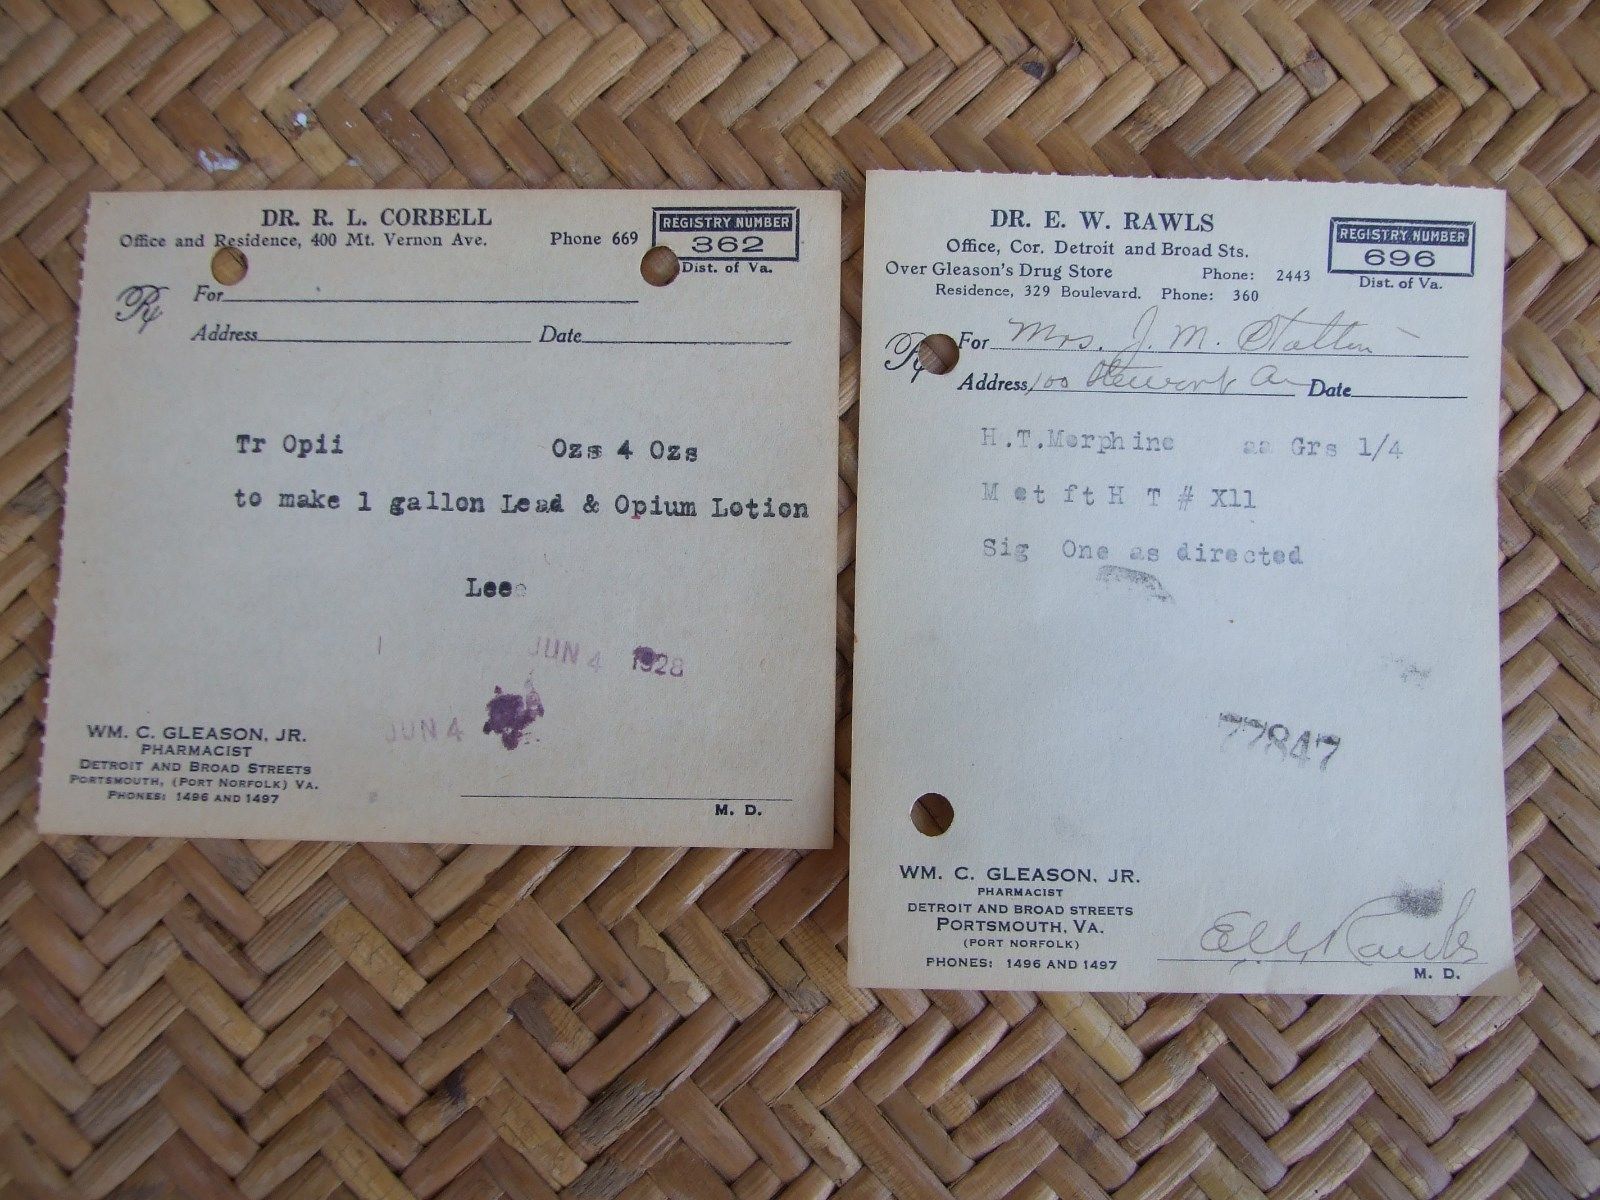 DR. R. L. CORBELL
Office and Residence, 400 Mt. Vernon Ave. Phone 669
REGISTRY NUMBER
362
Dist. of Va.
Rx
For
Address Date
Tr Opii Ozs 4 Ozs
to make 1 gallon Lead & Opium Lotion
Lee
JUN 4 1928
JUN 4
WM. C. GLEASON, JR.
PHARMACIST
DETROIT AND BROAD STREETS
PORTSMOUTH, (PORT NORFOLK) VA.
PHONES: 1496 AND 1497
M. D.
DR. E. W. RAWLS
Office, Cor. Detroit and Broad Sts.
Over Gleason's Drug Store Phone: 2443
Residence, 329 Boulevard. Phone: 360
REGISTRY NUMBER
696
Dist. of Va.
Rx
For Mrs. J. M.
Address 100 Date
H.T.Morphine aa Grs 1/4
M et ft H T # X11
Sig One as directed
77847
WM. C. GLEASON, JR.
PHARMACIST
DETROIT AND BROAD STREETS
PORTSMOUTH, VA.
(PORT NORFOLK)
PHONES: 1496 AND 1497
E W Rawls
M. D.